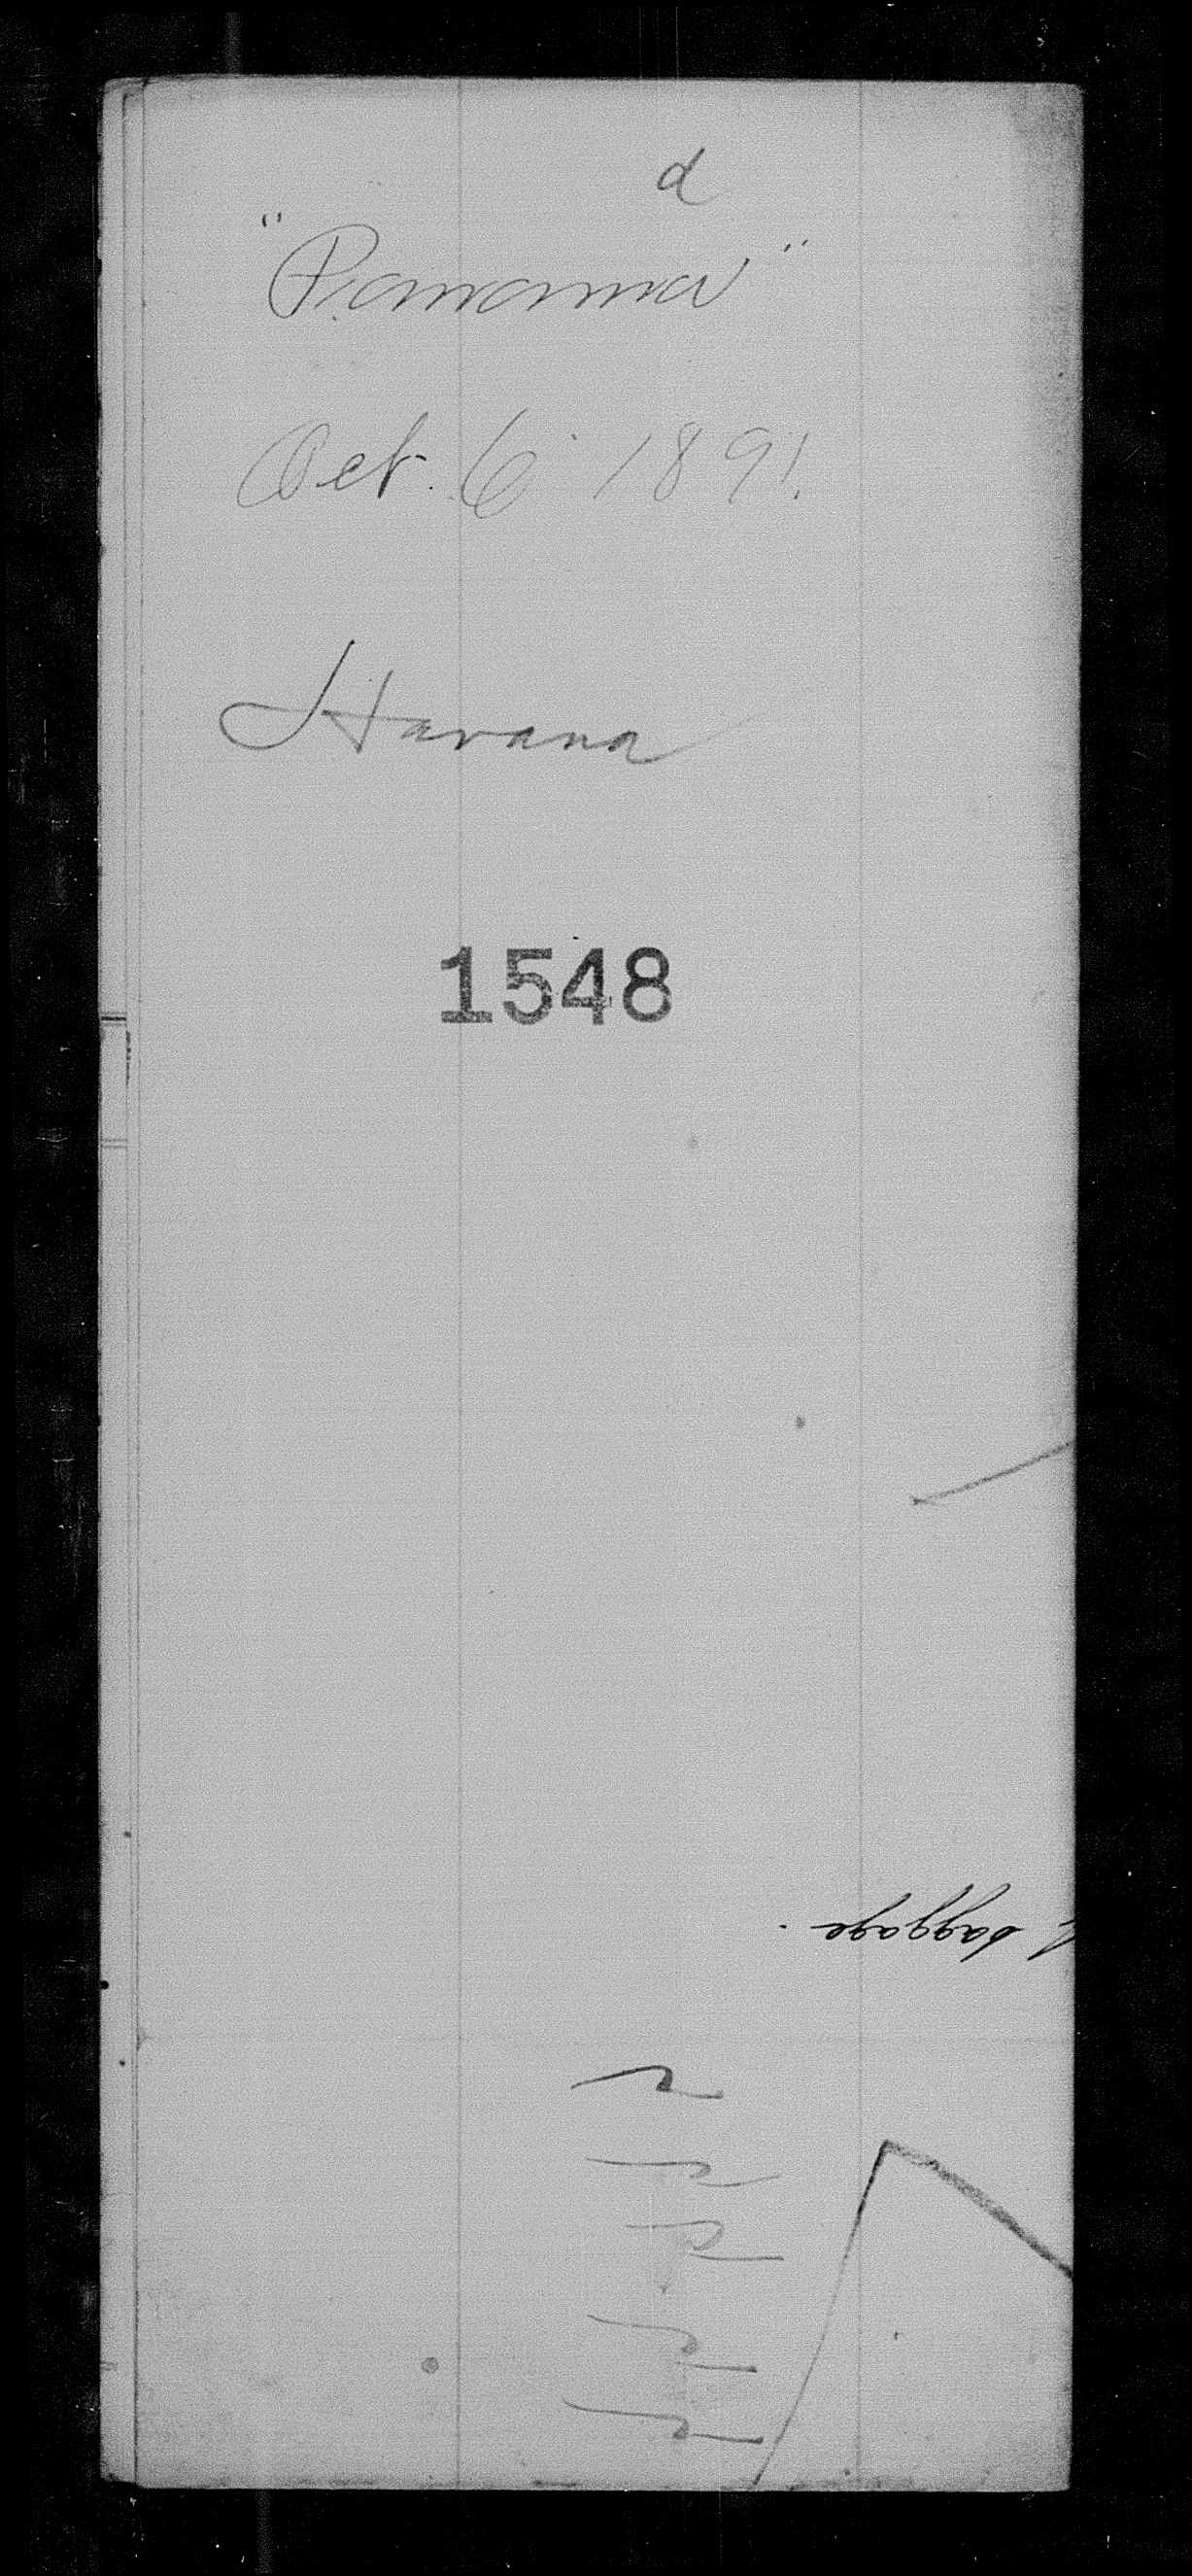 d
"Panama"
Oct. 6 1891.
Havana
1548
baggage.